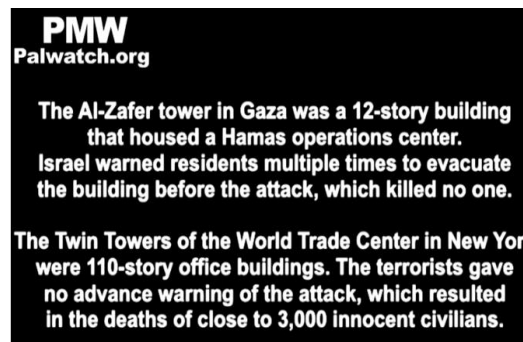 PMW
Palwatch.org
The Al-Zafer tower in Gaza was a 12-story building
that housed a Hamas operations center.
Israel warned residents multiple times to evacuate
the building before the attack, which killed no one.
The Twin Towers of the World Trade Center in New Yor
were 110-story office buildings. The terrorists gave
no advance warning of the attack, which resulted
in the deaths of close to 3,000 innocent civilians.